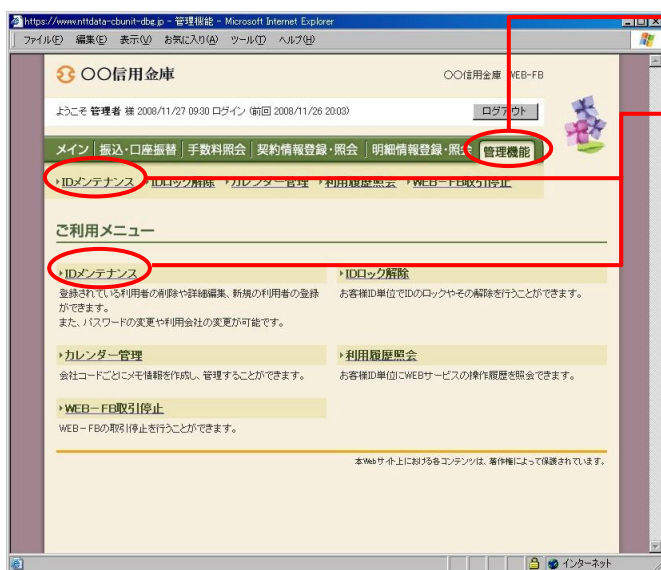 https://www.nttdata-cbunit-dbg.jp - 管理機能 - Microsoft Internet Explorer
ファイル(F) 編集(E) 表示(V) お気に入り(A) ツール(T) ヘルプ(H)
〇〇信用金庫
〇〇信用金庫 WEB-FB
ようこそ 管理者 様 2008/11/27 09:30 ログイン (前回 2008/11/26 20:03)
ログアウト
メイン 振込・口座振替 手数料照会 契約情報登録・照会 明細情報登録・照会 管理機能
IDメンテナンス IDロック解除 カレンダー管理 利用履歴照会 WEB-FB取引停止
ご利用メニュー
IDメンテナンス
登録されている利用者の削除や詳細編集、新規の利用者の登録
ができます。
また、パスワードの変更や利用会社の変更が可能です。
IDロック解除
お客様ID単位でIDのロックやその解除を行うことができます。
カレンダー管理
会社コードごとにメモ情報を作成し、管理することができます。
利用履歴照会
お客様ID単位にWEBサービスの操作履歴を照会できます。
WEB-FB取引停止
WEB-FBの取引停止を行うことができます。
本Webサイト上における各コンテンツは、著作権によって保護されています。
インターネット